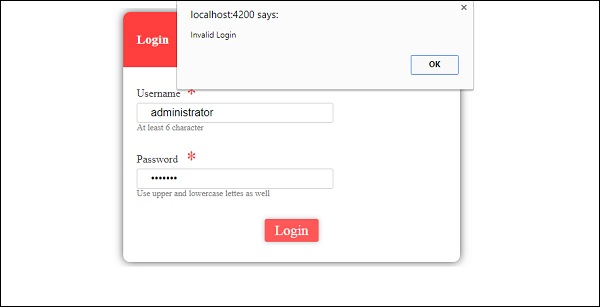 localhost:4200 says:
Invalid Login
OK
Login
Username *
administrator
At least 6 character
Password *
•••••••
Use upper and lowercase lettes as well
Login